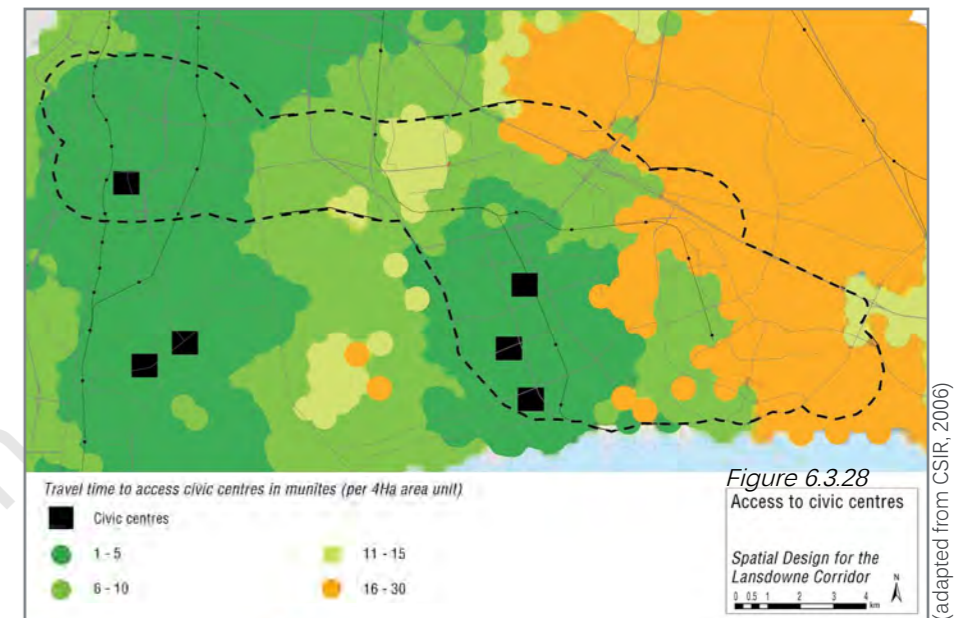 Travel time to access civic centres in munites (per 4Ha area unit)
Civic centres
1 - 5
6 - 10
11 - 15
16 - 30
Figure 6.3.28
Access to civic centres
Spatial Design for the
Lansdowne Corridor
N
0 0.5 1 2 3 4
km
(adapted from CSIR, 2006)